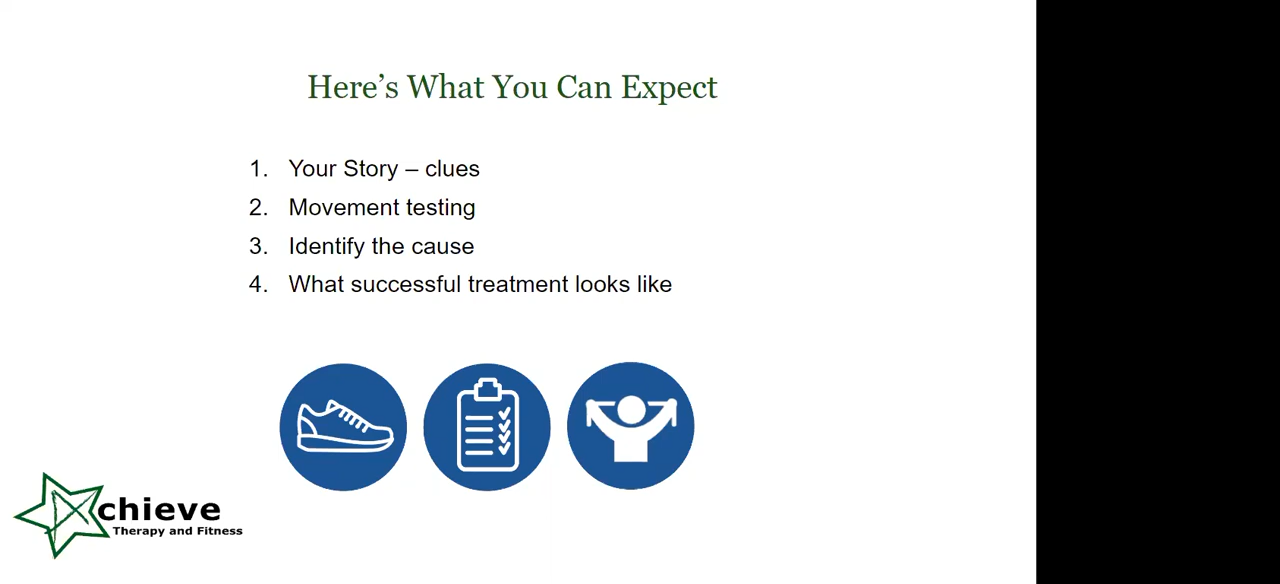 Here’s What You Can Expect
1. Your Story – clues
2. Movement testing
3. Identify the cause
4. What successful treatment looks like
chieve
Therapy and Fitness